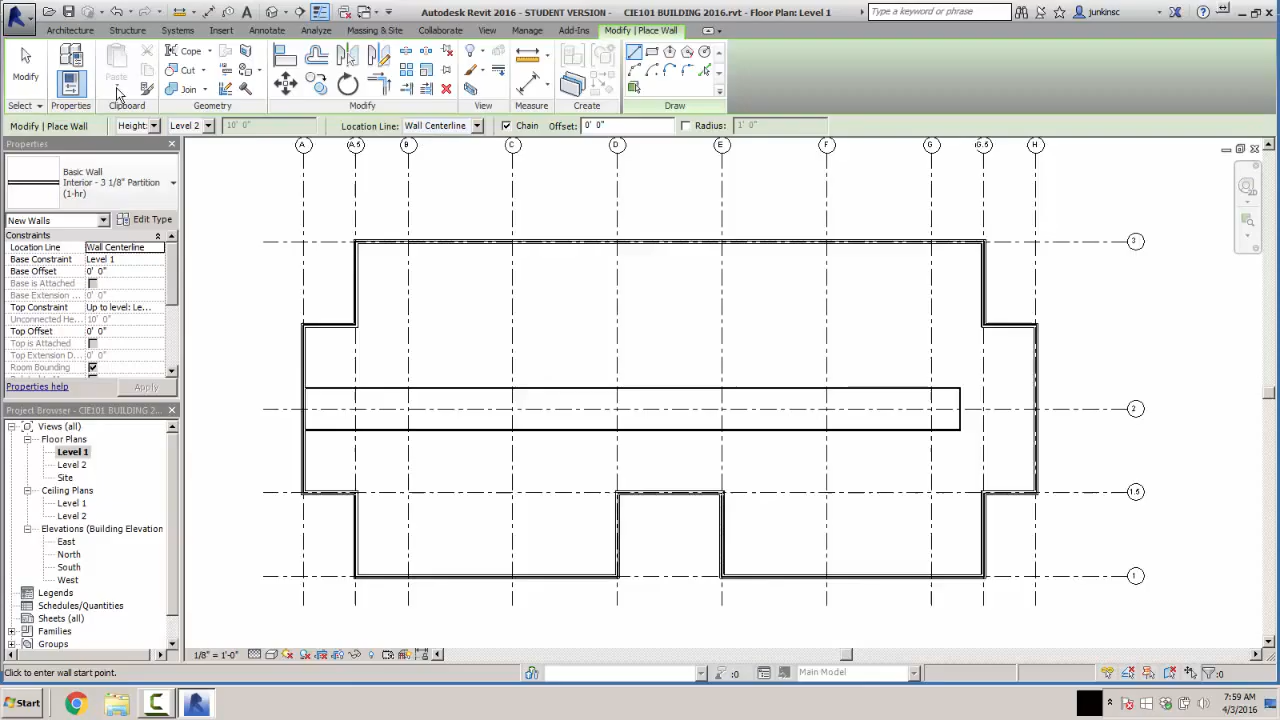 Autodesk Revit 2016 - STUDENT VERSION - CIE101 BUILDING 2016.rvt - Floor Plan: Level 1
Type a keyword or phrase
junkinsc
Architecture Structure Systems Insert Annotate Analyze Massing & Site Collaborate View Manage Add-Ins Modify | Place Wall
Modify
Paste
Cope
Cut
Join
Select Properties Clipboard Geometry Modify View Measure Create Draw
Modify | Place Wall Height Level 2 10' 0" Location Line: Wall Centerline Chain Offset: 0' 0" Radius: 1' 0"
Properties
Basic Wall
Interior - 3 1/8" Partition
(1-hr)
New Walls Edit Type
Constraints
Location Line Wall Centerline
Base Constraint Level 1
Base Offset 0' 0"
Base is Attached
Base Extension ... 0' 0"
Top Constraint Up to level: Le...
Unconnected He... 10' 0"
Top Offset 0' 0"
Top is Attached
Top Extension D... 0' 0"
Room Bounding
Properties help Apply
Project Browser - CIE101 BUILDING 2...
Views (all)
Floor Plans
Level 1
Level 2
Site
Ceiling Plans
Level 1
Level 2
Elevations (Building Elevation
East
North
South
West
Legends
Schedules/Quantities
Sheets (all)
Families
Groups
A A.5 B C D E F G G.5 H
3
2
1.5
1
1/8" = 1'-0"
Click to enter wall start point.
:0
Main Model
:0
Start
7:59 AM
4/3/2016